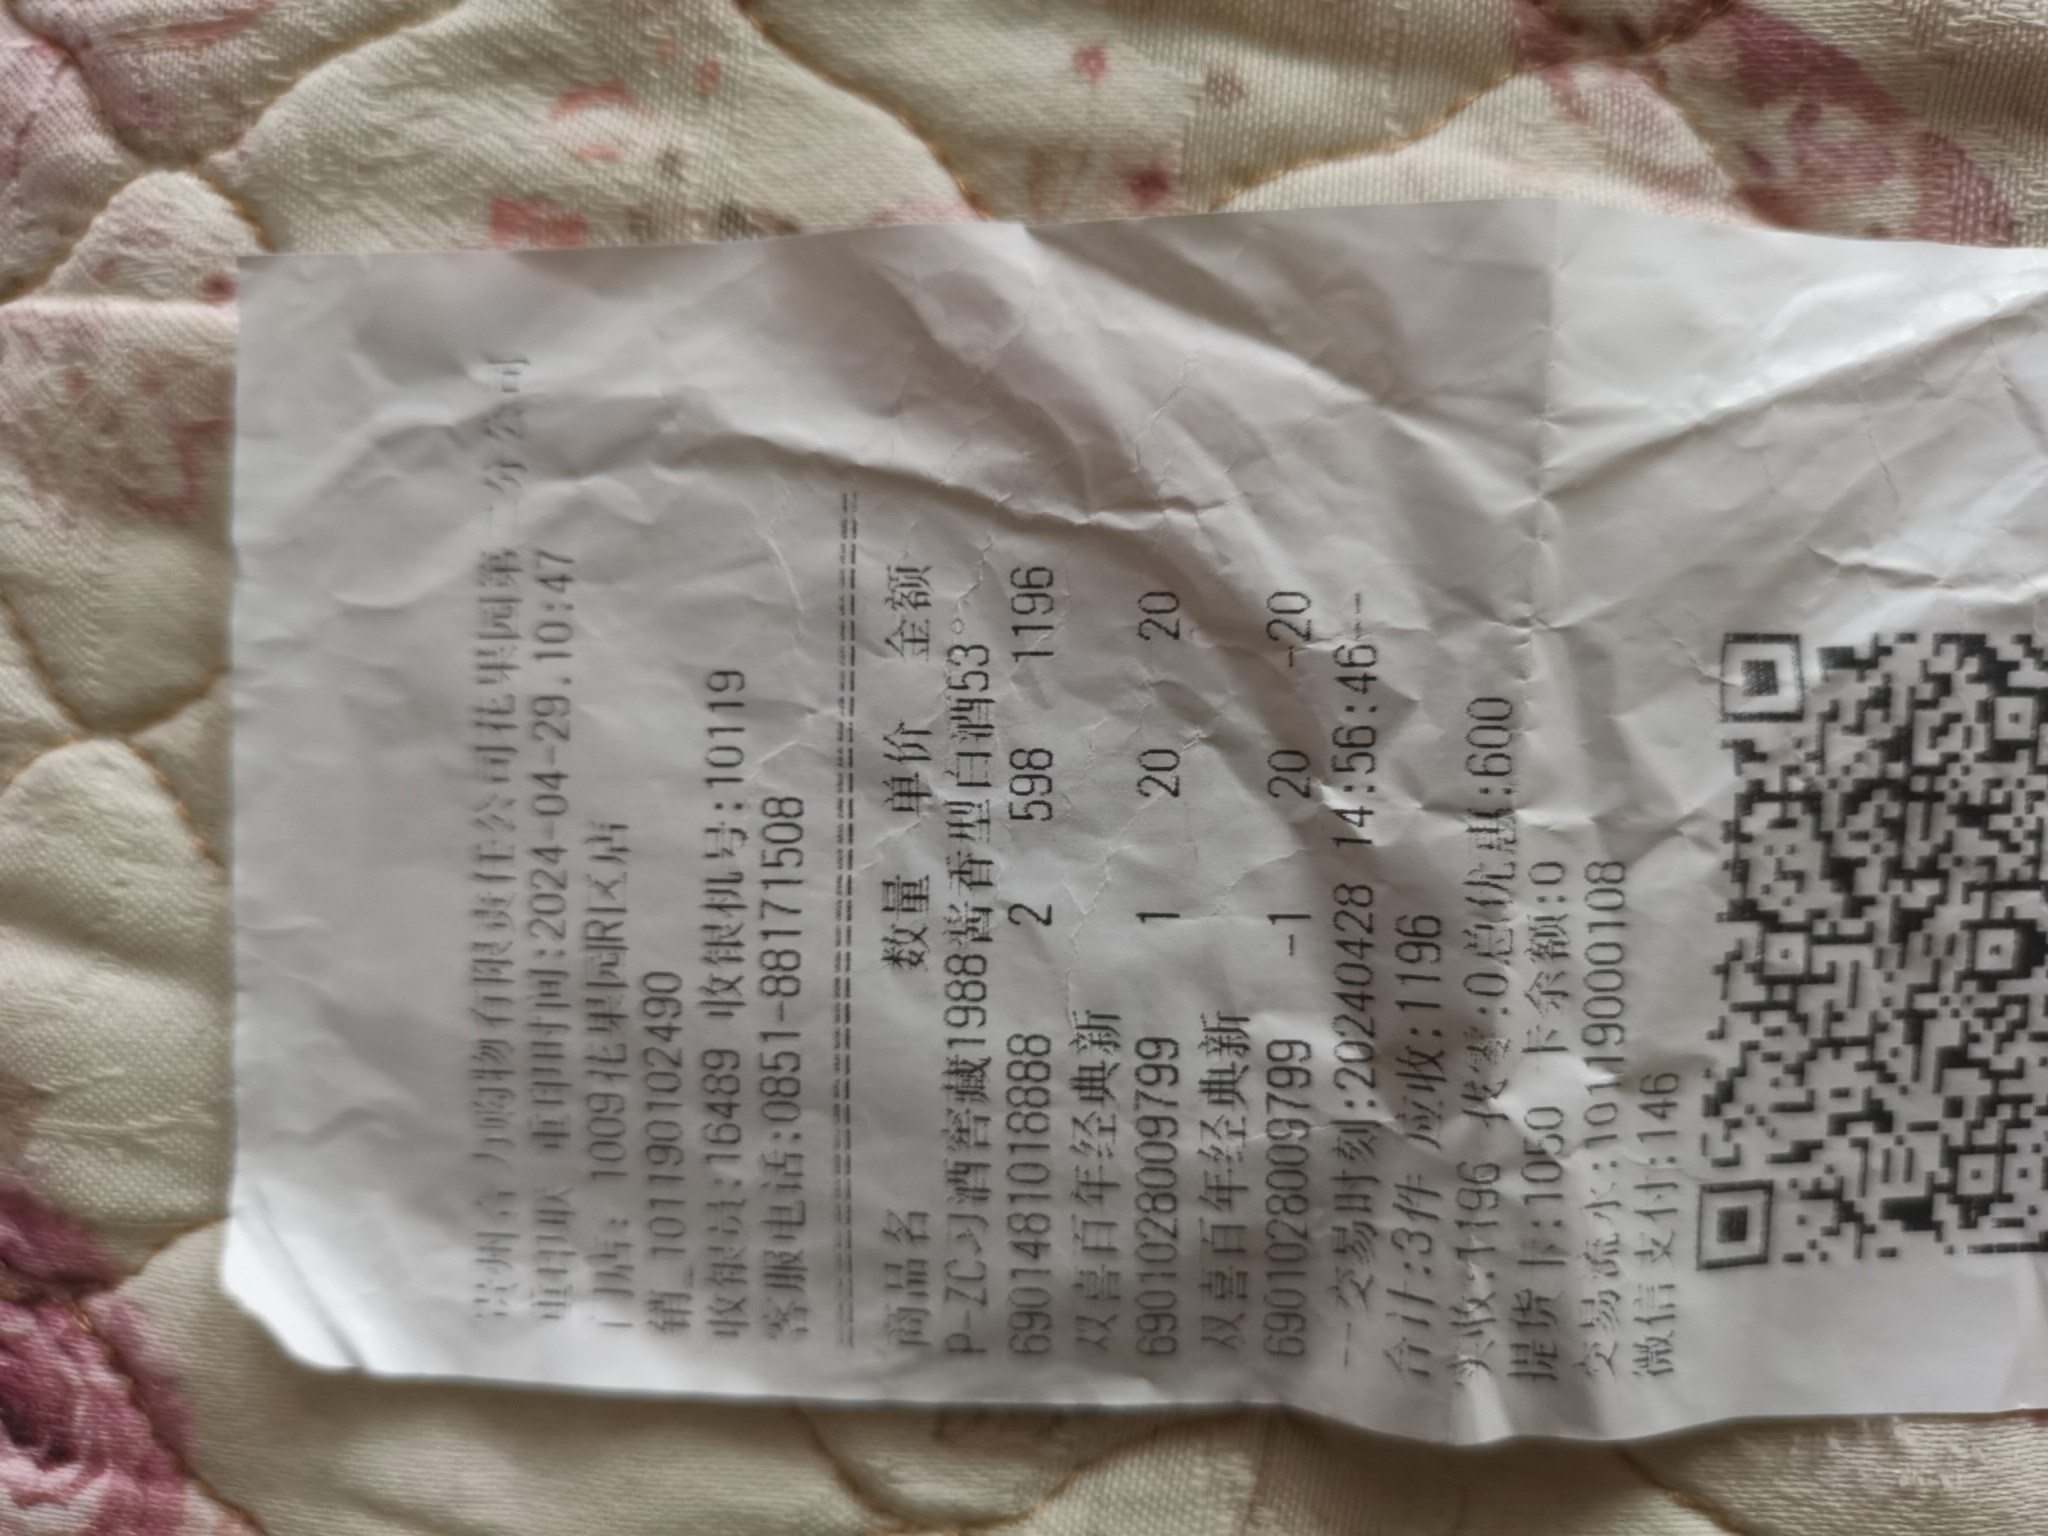 贵州合力购物有限责任公司花果园第二分公司
重印联 重印时间:2024-04-29.10:47
门店: 1009花果园R区店
销_101190102490
收银员:16489 收银机号:10119
客服电话:0851-88171508
商品名 数量 单价 金额
P-ZC习酒窖藏1988酱香型白酒53°
6901481018888 2 598 1196
双喜百年经典新
6901028009799 1 20 20
双喜百年经典新
6901028009799 -1 20 -20
--交易时刻:20240428 14:56:46--
合计:3件 应收:1196
实收:1196 找零:0总优惠:600
提货卡:1050 卡余额:0
交易流水:10119000108
微信支付:146